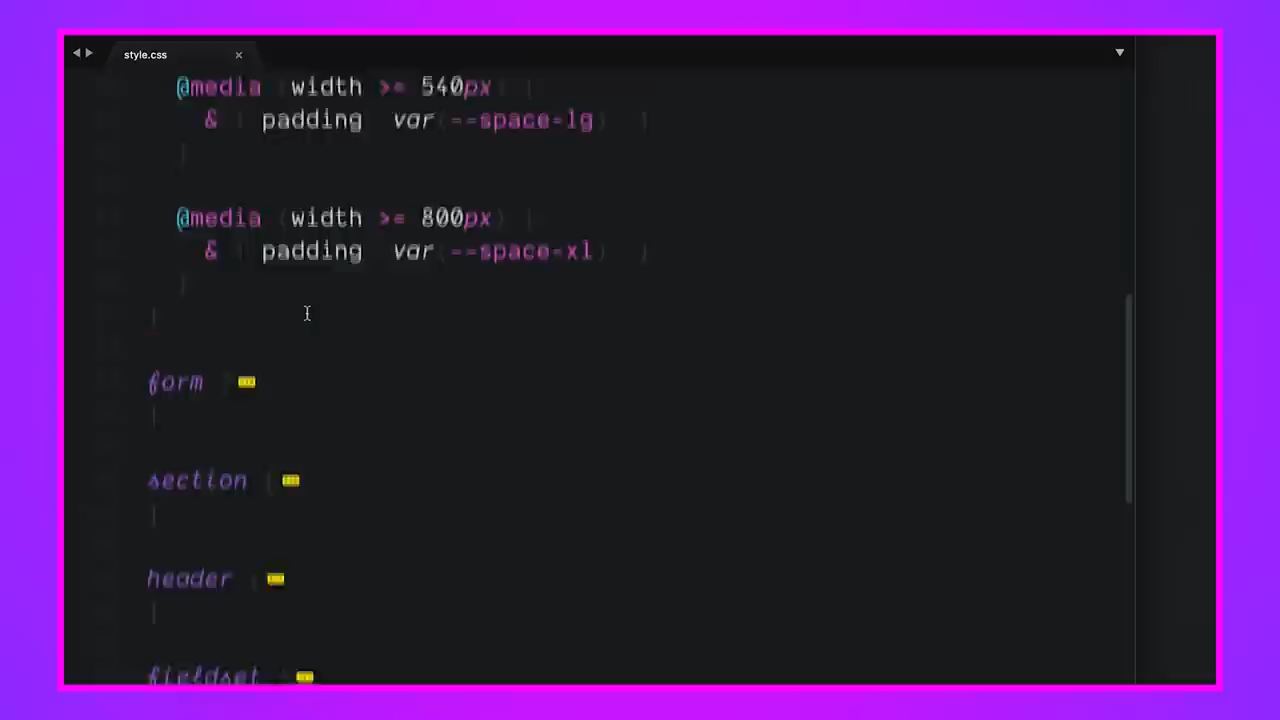 style.css ×
@media (width >= 540px) {
& { padding: var(--space-lg); }
}
@media (width >= 800px) {
& { padding: var(--space-xl); }
}
}
form {
}
section {
}
header {
}
fieldset {